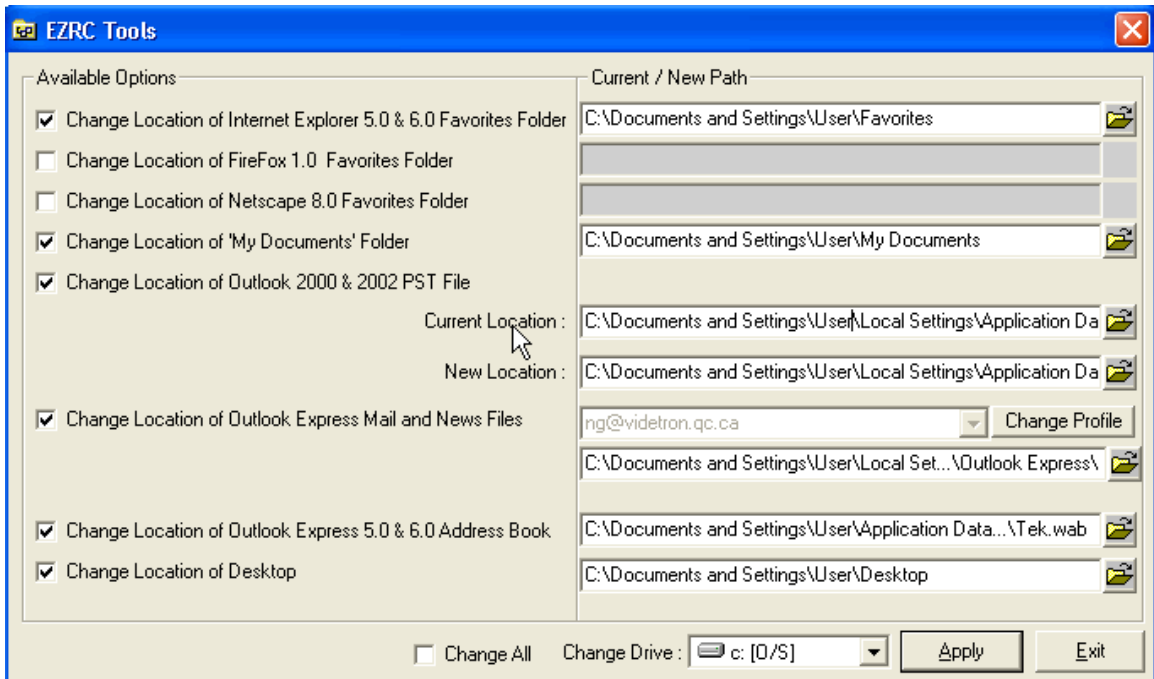 EZRC Tools
Available Options
Current / New Path
Change Location of Internet Explorer 5.0 & 6.0 Favorites Folder
C:\Documents and Settings\User\Favorites
Change Location of FireFox 1.0 Favorites Folder
Change Location of Netscape 8.0 Favorites Folder
Change Location of 'My Documents' Folder
C:\Documents and Settings\User\My Documents
Change Location of Outlook 2000 & 2002 PST File
Current Location :
C:\Documents and Settings\User\Local Settings\Application Da
New Location :
C:\Documents and Settings\User\Local Settings\Application Da
Change Location of Outlook Express Mail and News Files
ng@videtron.qc.ca
Change Profile
C:\Documents and Settings\User\Local Set...\Outlook Express\
Change Location of Outlook Express 5.0 & 6.0 Address Book
C:\Documents and Settings\User\Application Data...\Tek.wab
Change Location of Desktop
C:\Documents and Settings\User\Desktop
Change All
Change Drive :
c: [O/S]
Apply
Exit